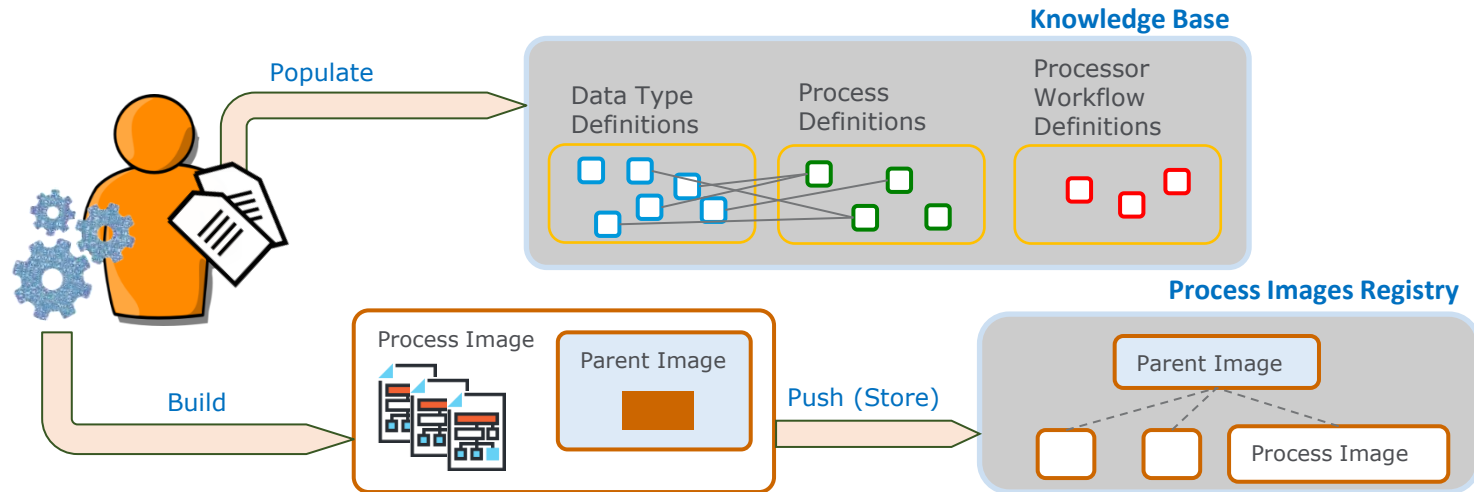 Knowledge Base
Populate
Data Type
Definitions
Process
Definitions
Processor
Workflow
Definitions
Process Images Registry
Process Image
Parent Image
Build
Push (Store)
Parent Image
Process Image